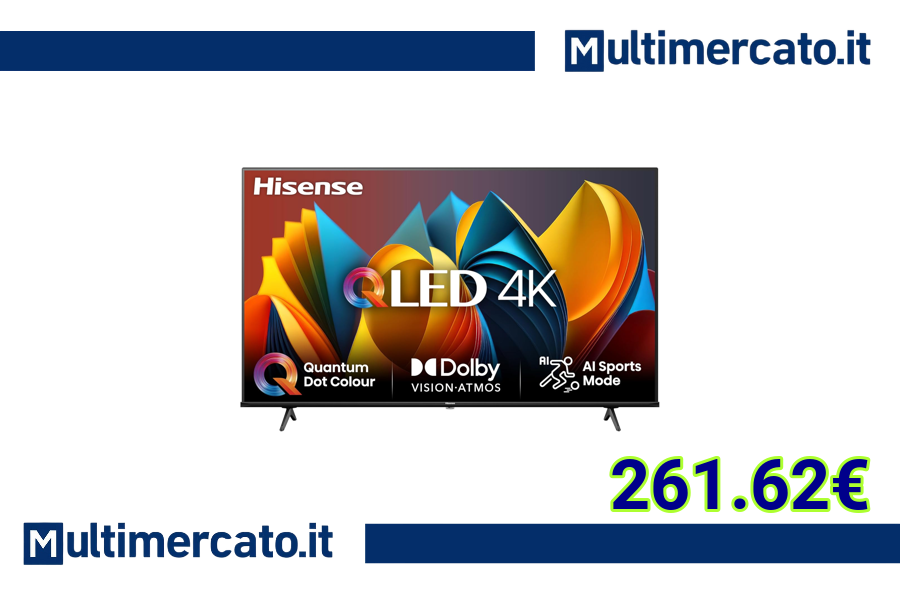 Multimercato.it
Hisense
QLED 4K
Quantum
Dot Colour
Dolby
VISION·ATMOS
AI
AI Sports
Mode
261.62€
Multimercato.it